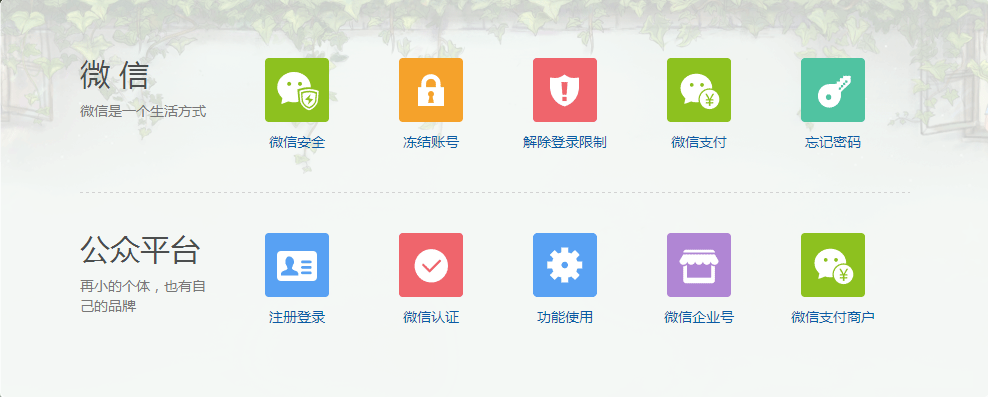 微 信
微信是一个生活方式
微信安全
冻结账号
解除登录限制
微信支付
忘记密码
公众平台
再小的个体，也有自
己的品牌
注册登录
微信认证
功能使用
微信企业号
微信支付商户